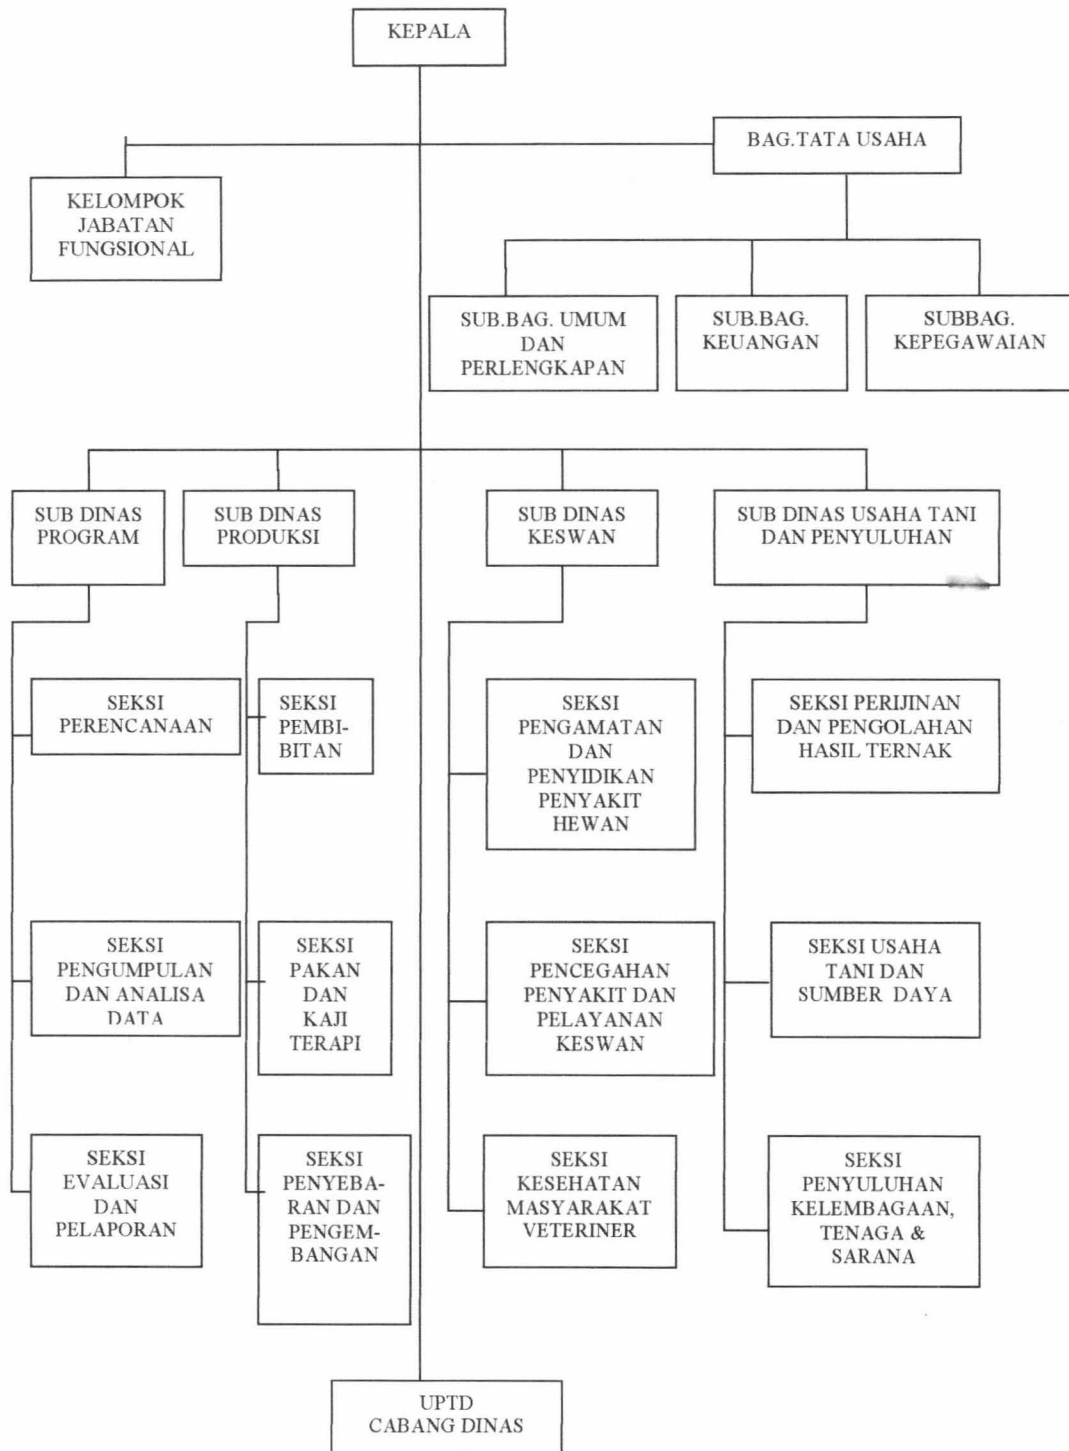 KEPALA
BAG.TATA USAHA
KELOMPOK
JABATAN
FUNGSIONAL
SUB.BAG. UMUM
DAN
PERLENGKAPAN
SUB.BAG.
KEUANGAN
SUBBAG.
KEPEGAWAIAN
SUB DINAS
PROGRAM
SUB DINAS
PRODUKSI
SUB DINAS
KESWAN
SUB DINAS USAHA TANI
DAN PENYULUHAN
SEKSI
PERENCANAAN
SEKSI
PEMBI-
BITAN
SEKSI
PENGAMATAN
DAN
PENYIDIKAN
PENYAKIT
HEWAN
SEKSI PERIJINAN
DAN PENGOLAHAN
HASIL TERNAK
SEKSI
PENGUMPULAN
DAN ANALISA
DATA
SEKSI
PAKAN
DAN
KAJI
TERAPI
SEKSI
PENCEGAHAN
PENYAKIT DAN
PELAYANAN
KESWAN
SEKSI USAHA
TANI DAN
SUMBER DAYA
SEKSI
EVALUASI
DAN
PELAPORAN
SEKSI
PENYEBA-
RAN DAN
PENGEM-
BANGAN
SEKSI
KESEHATAN
MASYARAKAT
VETERINER
SEKSI
PENYULUHAN
KELEMBAGAAN,
TENAGA &
SARANA
UPTD
CABANG DINAS